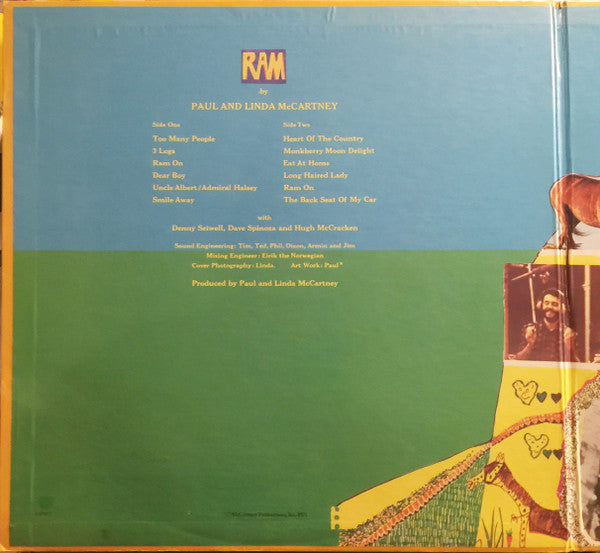 RAM
by
PAUL AND LINDA McCARTNEY
Side One
Too Many People
3 Legs
Ram On
Dear Boy
Uncle Albert/Admiral Halsey
Smile Away
Side Two
Heart Of The Country
Monkberry Moon Delight
Eat At Home
Long Haired Lady
Ram On
The Back Seat Of My Car
with
Denny Seiwell, Dave Spinoza and Hugh McCracken
Sound Engineering: Tim, Ted, Phil, Dixon, Armin and Jim
Mixing Engineer: Eirik the Norwegian
Cover Photography: Linda. Art Work: Paul
Produced by Paul and Linda McCartney